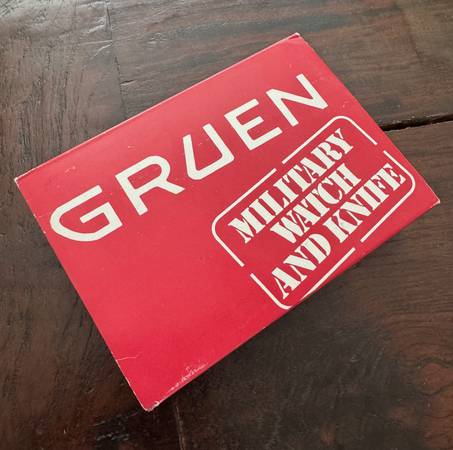 GRUEN
MILITARY
WATCH
AND KNIFE